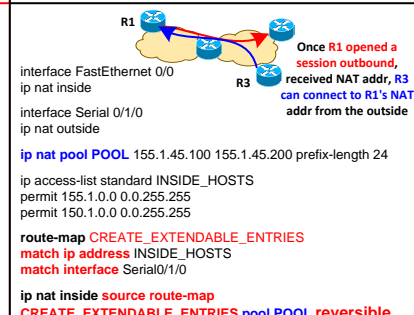 R1
R3
Once R1 opened a
session outbound,
received NAT addr, R3
can connect to R1's NAT
addr from the outside
interface FastEthernet 0/0
ip nat inside
interface Serial 0/1/0
ip nat outside
ip nat pool POOL 155.1.45.100 155.1.45.200 prefix-length 24
ip access-list standard INSIDE_HOSTS
permit 155.1.0.0 0.0.255.255
permit 150.1.0.0 0.0.255.255
route-map CREATE_EXTENDABLE_ENTRIES
match ip address INSIDE_HOSTS
match interface Serial0/1/0
ip nat inside source route-map
CREATE_EXTENDABLE_ENTRIES pool POOL reversible